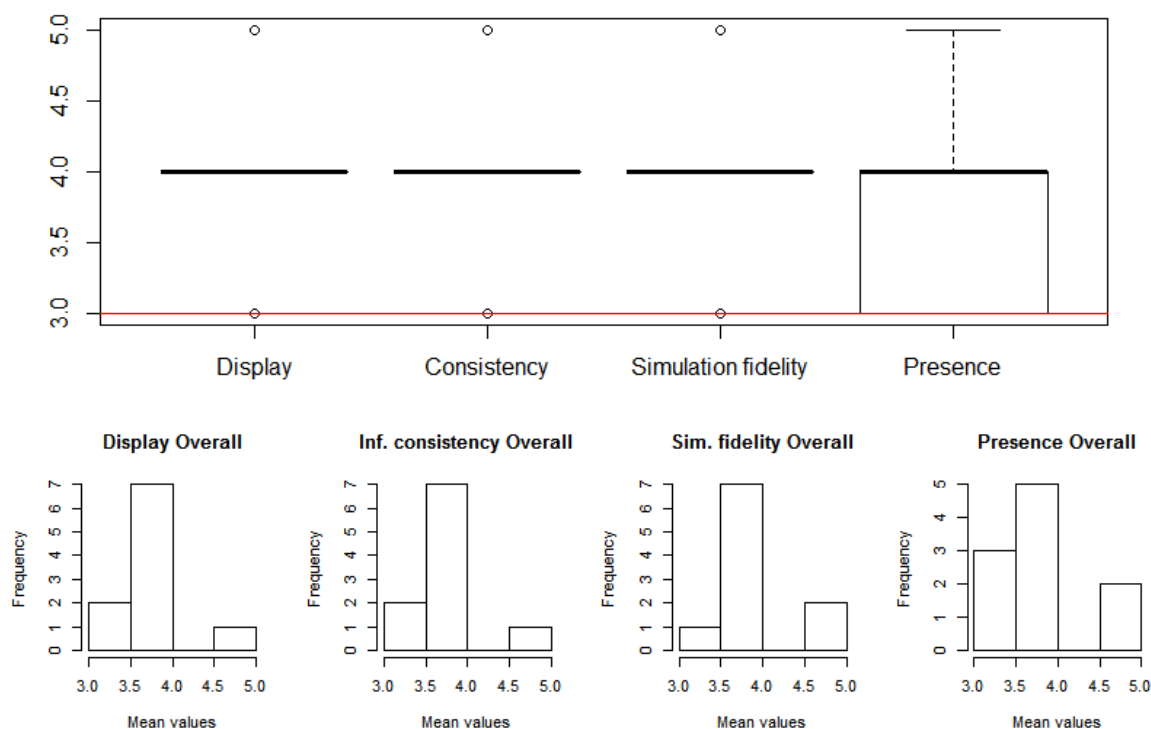 5.0
4.5
4.0
3.5
3.0
Display Consistency Simulation fidelity Presence
Display Overall
Frequency
7
6
5
4
3
2
1
0
3.0 3.5 4.0 4.5 5.0
Mean values
Inf. consistency Overall
Frequency
7
6
5
4
3
2
1
0
3.0 3.5 4.0 4.5 5.0
Mean values
Sim. fidelity Overall
Frequency
7
6
5
4
3
2
1
0
3.0 3.5 4.0 4.5 5.0
Mean values
Presence Overall
Frequency
5
4
3
2
1
0
3.0 3.5 4.0 4.5 5.0
Mean values